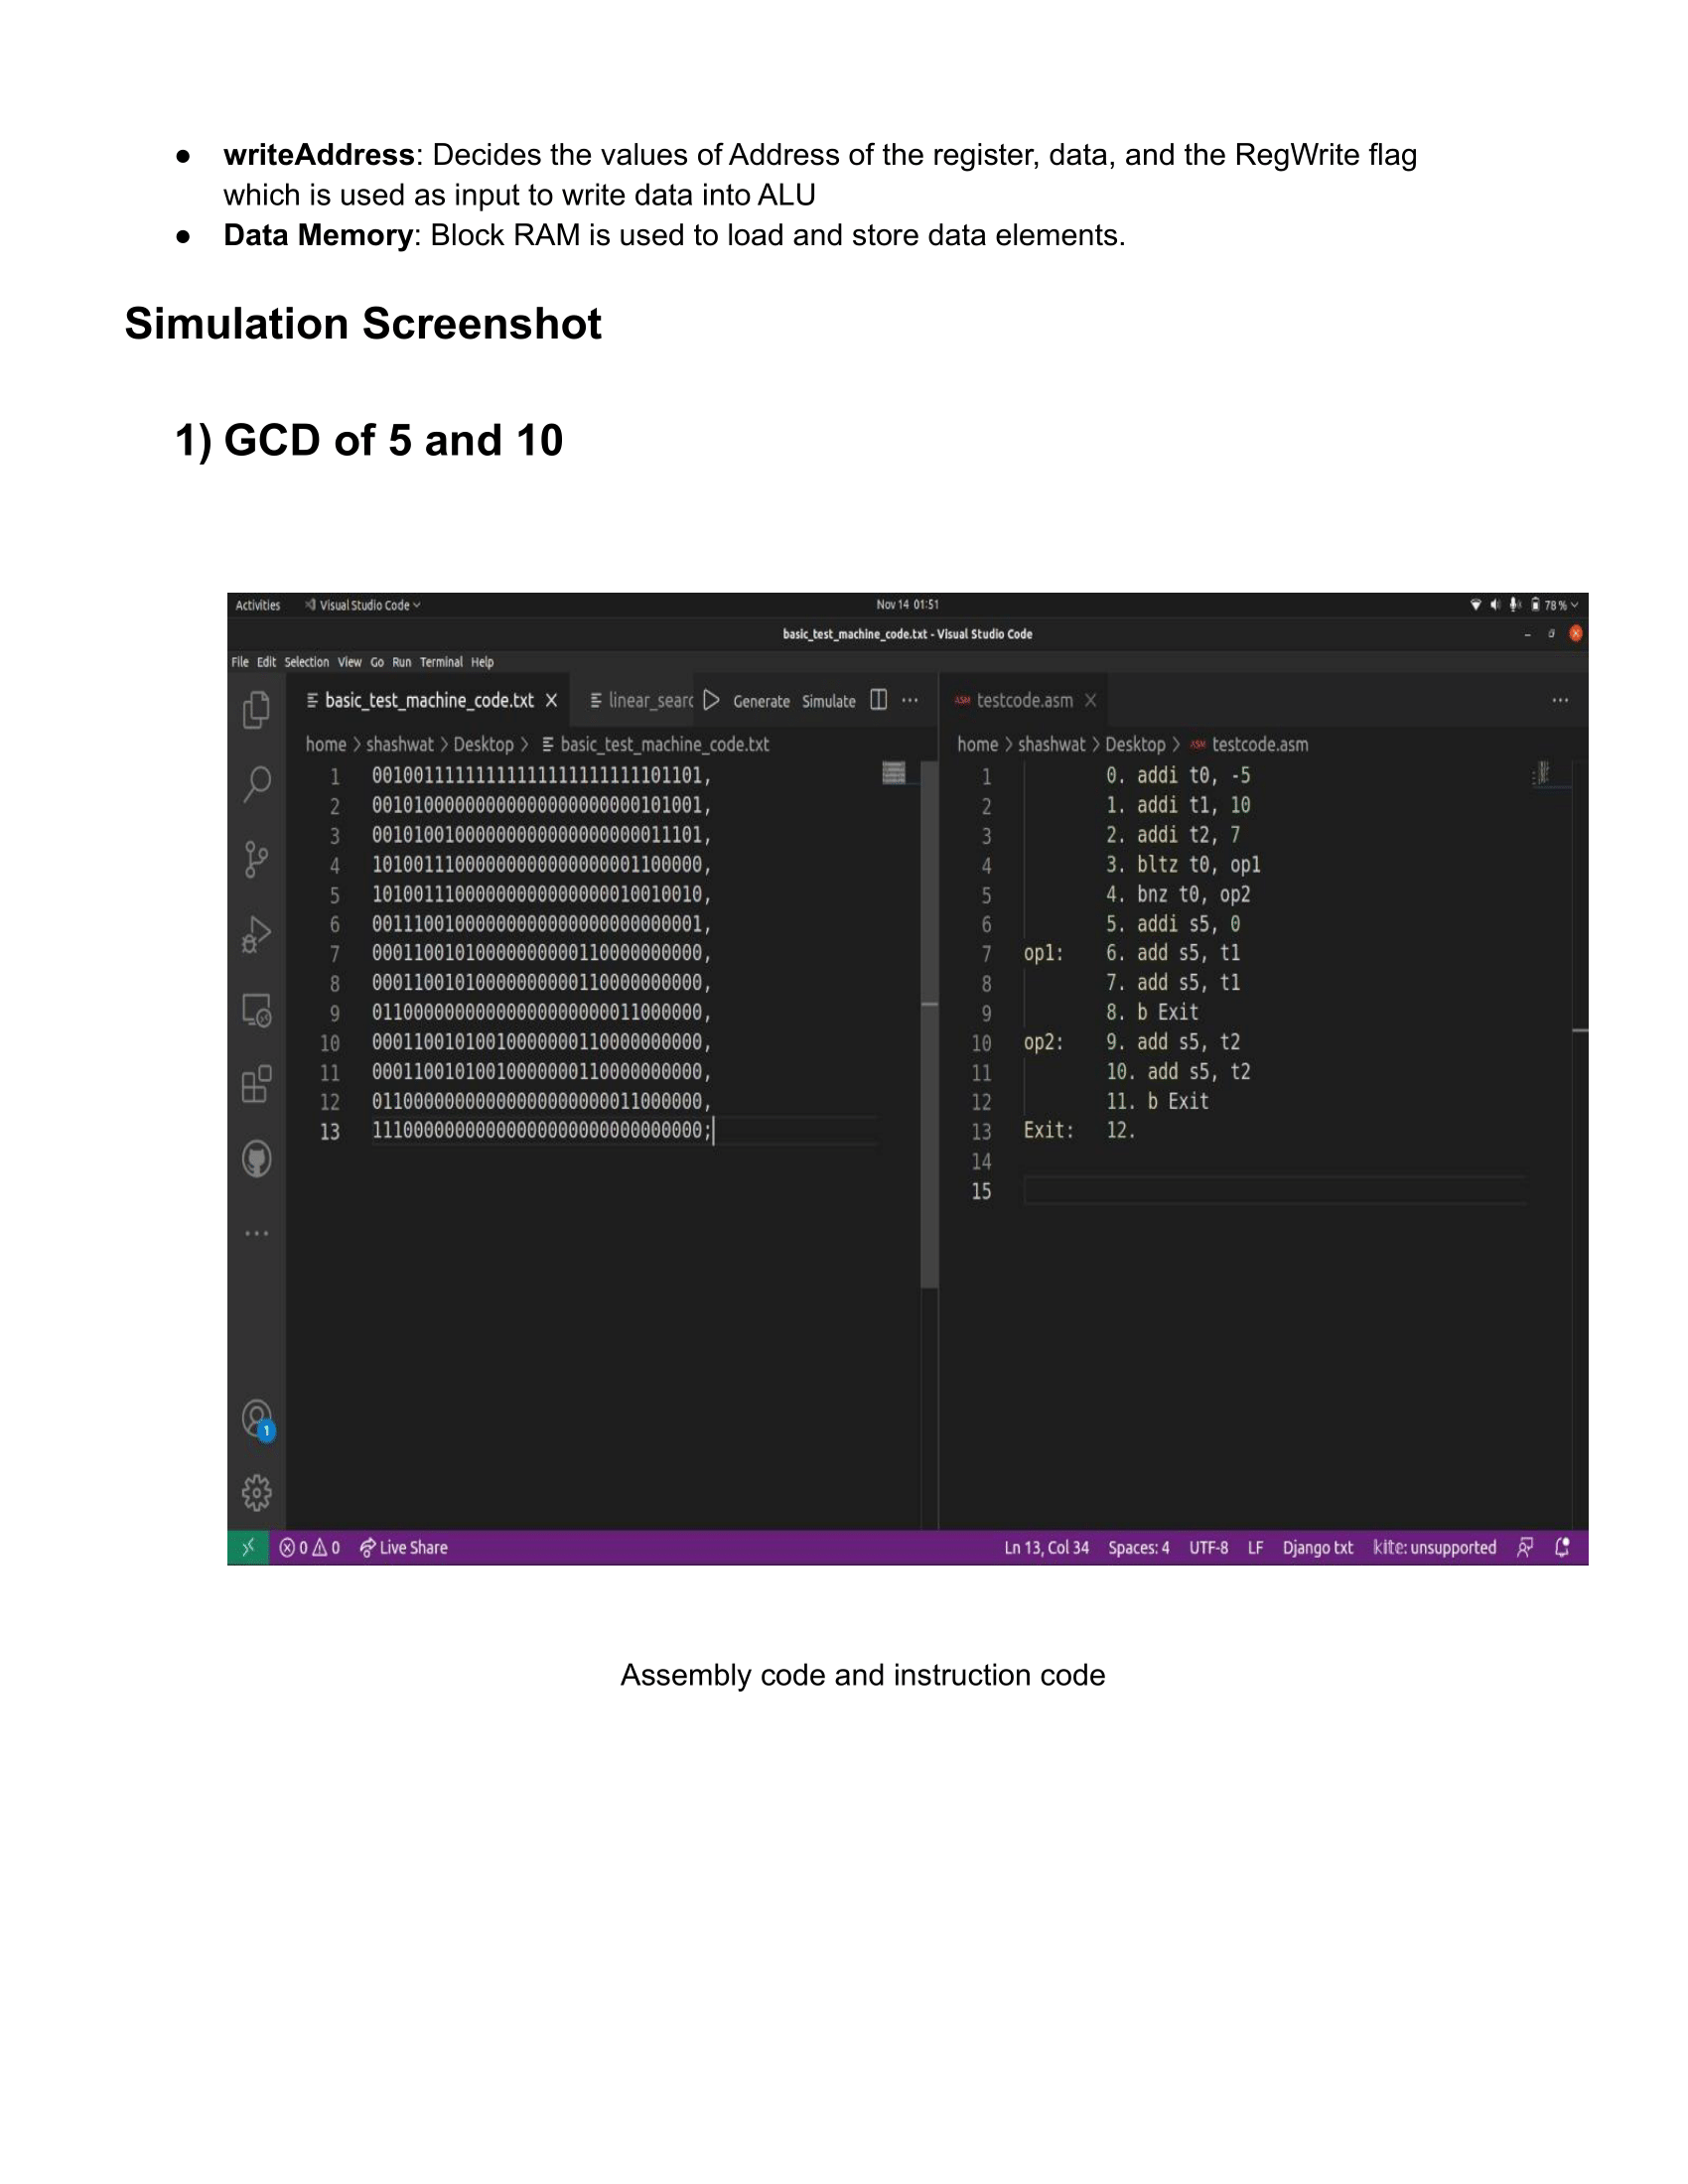 ● writeAddress: Decides the values of Address of the register, data, and the RegWrite flag
which is used as input to write data into ALU
● Data Memory: Block RAM is used to load and store data elements.
Simulation Screenshot
1) GCD of 5 and 10
Activities Visual Studio Code Nov 14 01:51 78 %
basic_test_machine_code.txt - Visual Studio Code
File Edit Selection View Go Run Terminal Help
basic_test_machine_code.txt linear_searc Generate Simulate ··· testcode.asm ···
home > shashwat > Desktop > basic_test_machine_code.txt
1 00100111111111111111111111101101,
2 00101000000000000000000000101001,
3 00101001000000000000000000011101,
4 10100111000000000000000001100000,
5 10100111000000000000000010010010,
6 00111001000000000000000000000001,
7 00011001010000000000110000000000,
8 00011001010000000000110000000000,
9 01100000000000000000000011000000,
10 00011001010010000000110000000000,
11 00011001010010000000110000000000,
12 01100000000000000000000011000000,
13 11100000000000000000000000000000;
home > shashwat > Desktop > ASM testcode.asm
1 0. addi t0, -5
2 1. addi t1, 10
3 2. addi t2, 7
4 3. bltz t0, op1
5 4. bnz t0, op2
6 5. addi s5, 0
7 op1: 6. add s5, t1
8 7. add s5, t1
9 8. b Exit
10 op2: 9. add s5, t2
11 10. add s5, t2
12 11. b Exit
13 Exit: 12.
14
15
1
0 0 Live Share Ln 13, Col 34 Spaces: 4 UTF-8 LF Django txt kite: unsupported
Assembly code and instruction code